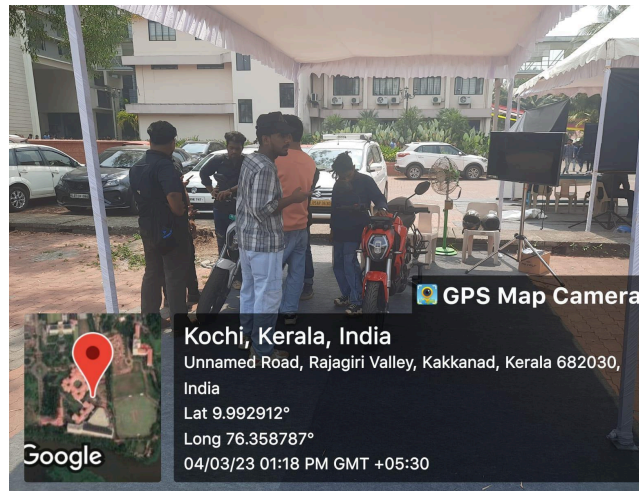 GPS Map Camera
Kochi, Kerala, India
Unnamed Road, Rajagiri Valley, Kakkanad, Kerala 682030,
India
Lat 9.992912°
Long 76.358787°
04/03/23 01:18 PM GMT +05:30
Google